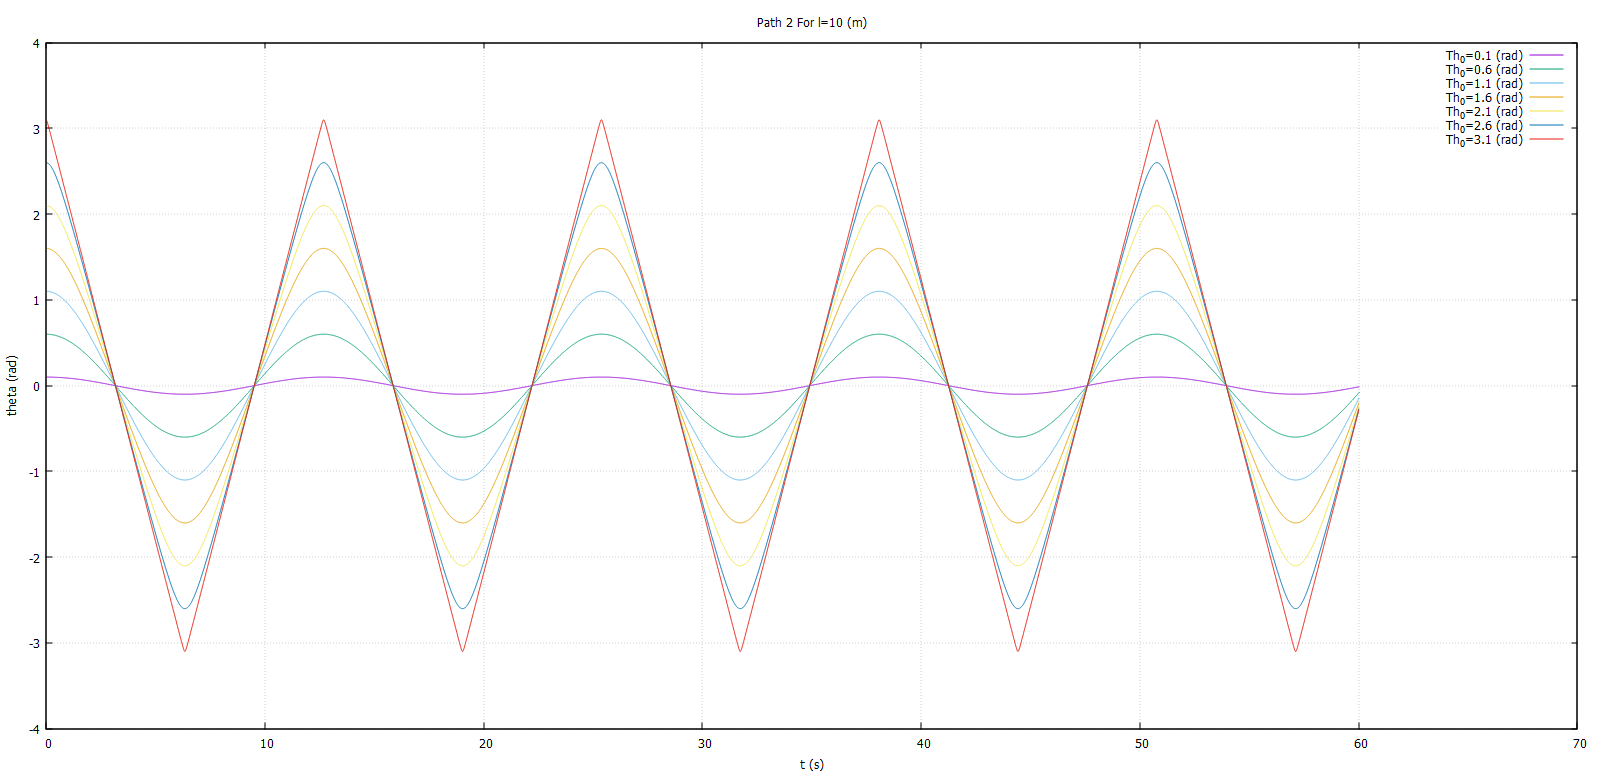 Path 2 For l=10 (m)
Th0=0.1 (rad)
Th0=0.6 (rad)
Th0=1.1 (rad)
Th0=1.6 (rad)
Th0=2.1 (rad)
Th0=2.6 (rad)
Th0=3.1 (rad)
4
3
2
1
0
-1
-2
-3
-4
theta (rad)
0 10 20 30 40 50 60 70
t (s)